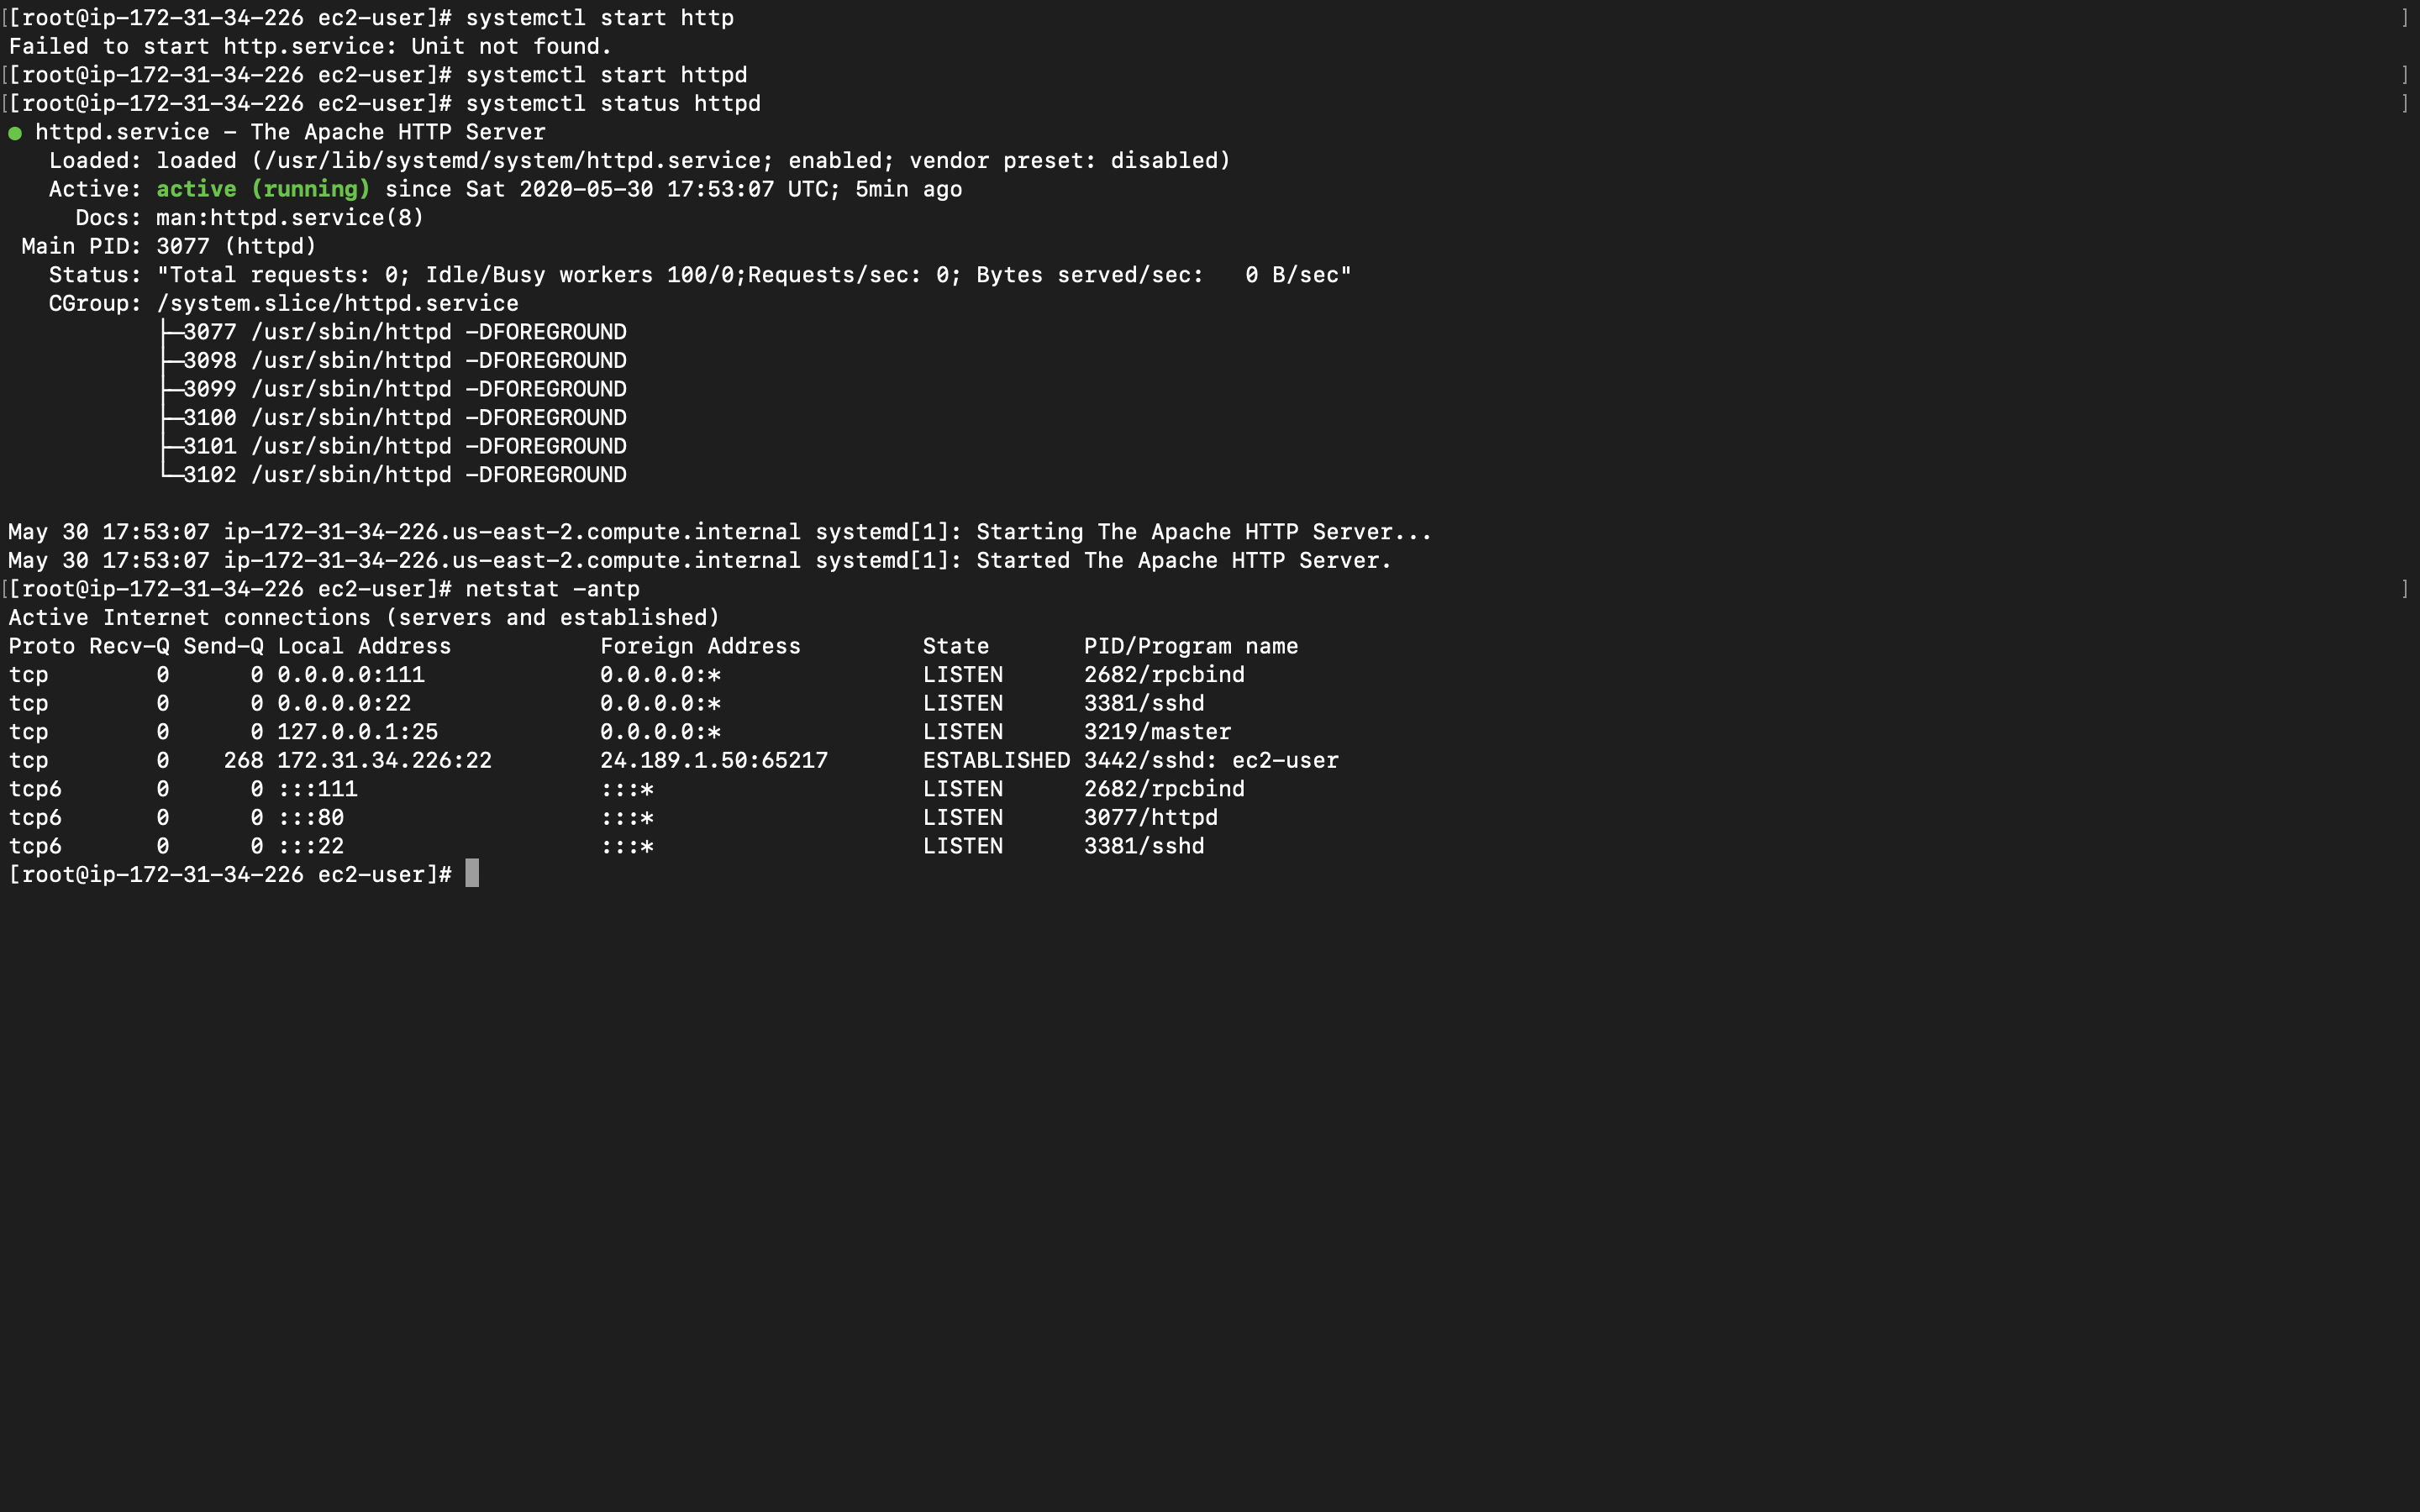 [[root@ip-172-31-34-226 ec2-user]# systemctl start http ]
Failed to start http.service: Unit not found.
[[root@ip-172-31-34-226 ec2-user]# systemctl start httpd ]
[[root@ip-172-31-34-226 ec2-user]# systemctl status httpd ]
● httpd.service - The Apache HTTP Server
   Loaded: loaded (/usr/lib/systemd/system/httpd.service; enabled; vendor preset: disabled)
   Active: active (running) since Sat 2020-05-30 17:53:07 UTC; 5min ago
     Docs: man:httpd.service(8)
 Main PID: 3077 (httpd)
   Status: "Total requests: 0; Idle/Busy workers 100/0;Requests/sec: 0; Bytes served/sec:   0 B/sec"
   CGroup: /system.slice/httpd.service
           ├─3077 /usr/sbin/httpd -DFOREGROUND
           ├─3098 /usr/sbin/httpd -DFOREGROUND
           ├─3099 /usr/sbin/httpd -DFOREGROUND
           ├─3100 /usr/sbin/httpd -DFOREGROUND
           ├─3101 /usr/sbin/httpd -DFOREGROUND
           └─3102 /usr/sbin/httpd -DFOREGROUND

May 30 17:53:07 ip-172-31-34-226.us-east-2.compute.internal systemd[1]: Starting The Apache HTTP Server...
May 30 17:53:07 ip-172-31-34-226.us-east-2.compute.internal systemd[1]: Started The Apache HTTP Server.
[[root@ip-172-31-34-226 ec2-user]# netstat -antp ]
Active Internet connections (servers and established)
Proto Recv-Q Send-Q Local Address           Foreign Address         State       PID/Program name
tcp        0      0 0.0.0.0:111             0.0.0.0:*               LISTEN      2682/rpcbind
tcp        0      0 0.0.0.0:22              0.0.0.0:*               LISTEN      3381/sshd
tcp        0      0 127.0.0.1:25            0.0.0.0:*               LISTEN      3219/master
tcp        0    268 172.31.34.226:22        24.189.1.50:65217       ESTABLISHED 3442/sshd: ec2-user
tcp6       0      0 :::111                  :::*                    LISTEN      2682/rpcbind
tcp6       0      0 :::80                   :::*                    LISTEN      3077/httpd
tcp6       0      0 :::22                   :::*                    LISTEN      3381/sshd
[root@ip-172-31-34-226 ec2-user]#